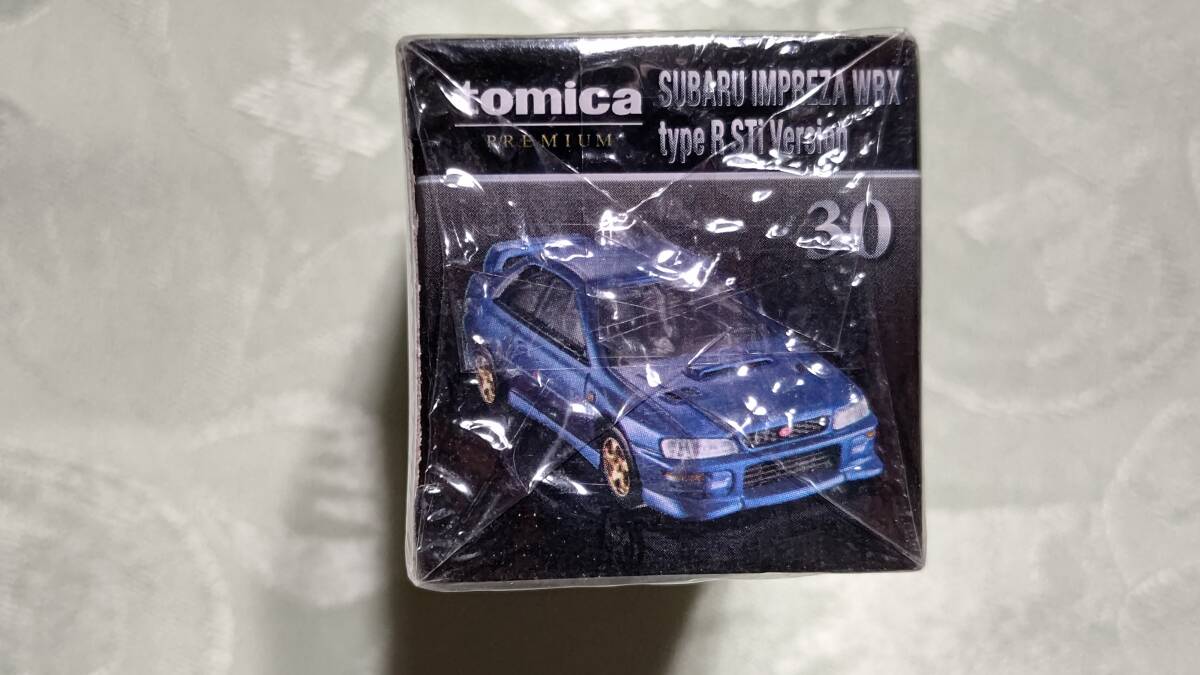 tomica
PREMIUM
SUBARU IMPREZA WRX
type R STi Version
30